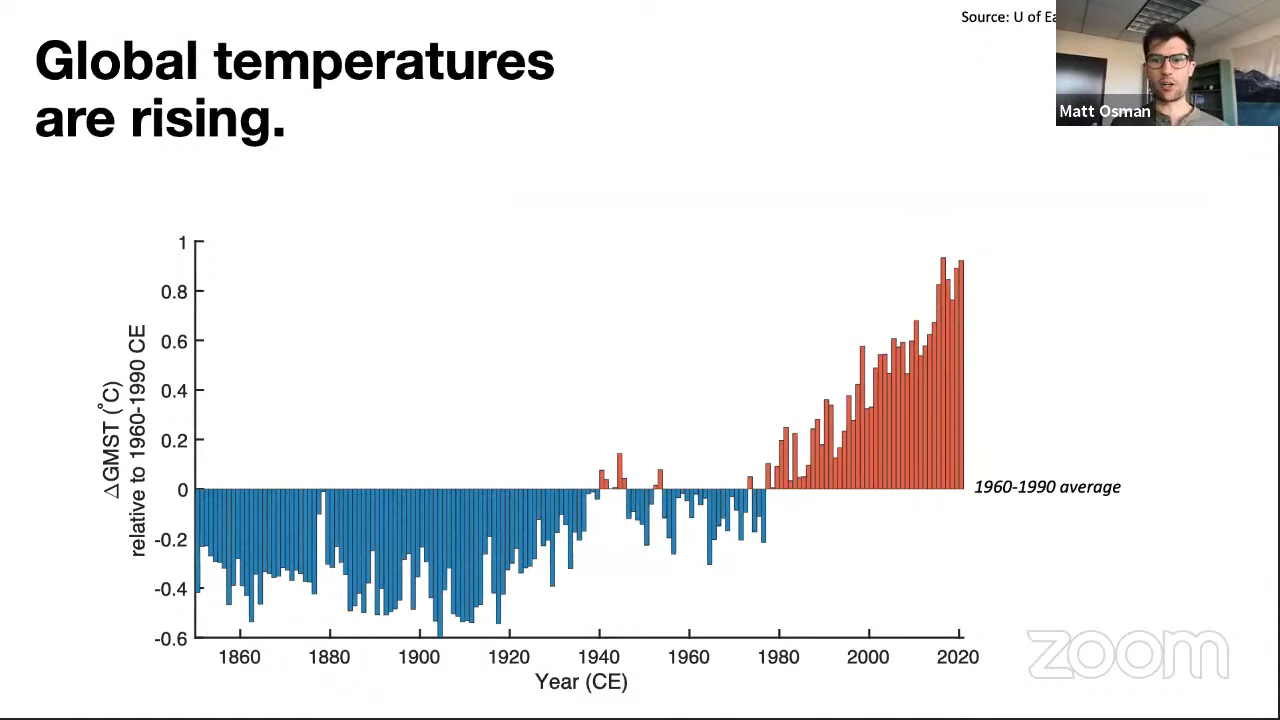 Source: U of Ea
Global temperatures
are rising.
Matt Osman
ΔGMST (˚C)
relative to 1960-1990 CE
1
0.8
0.6
0.4
0.2
0
-0.2
-0.4
-0.6
1960-1990 average
1860 1880 1900 1920 1940 1960 1980 2000 2020
Year (CE)
zoom